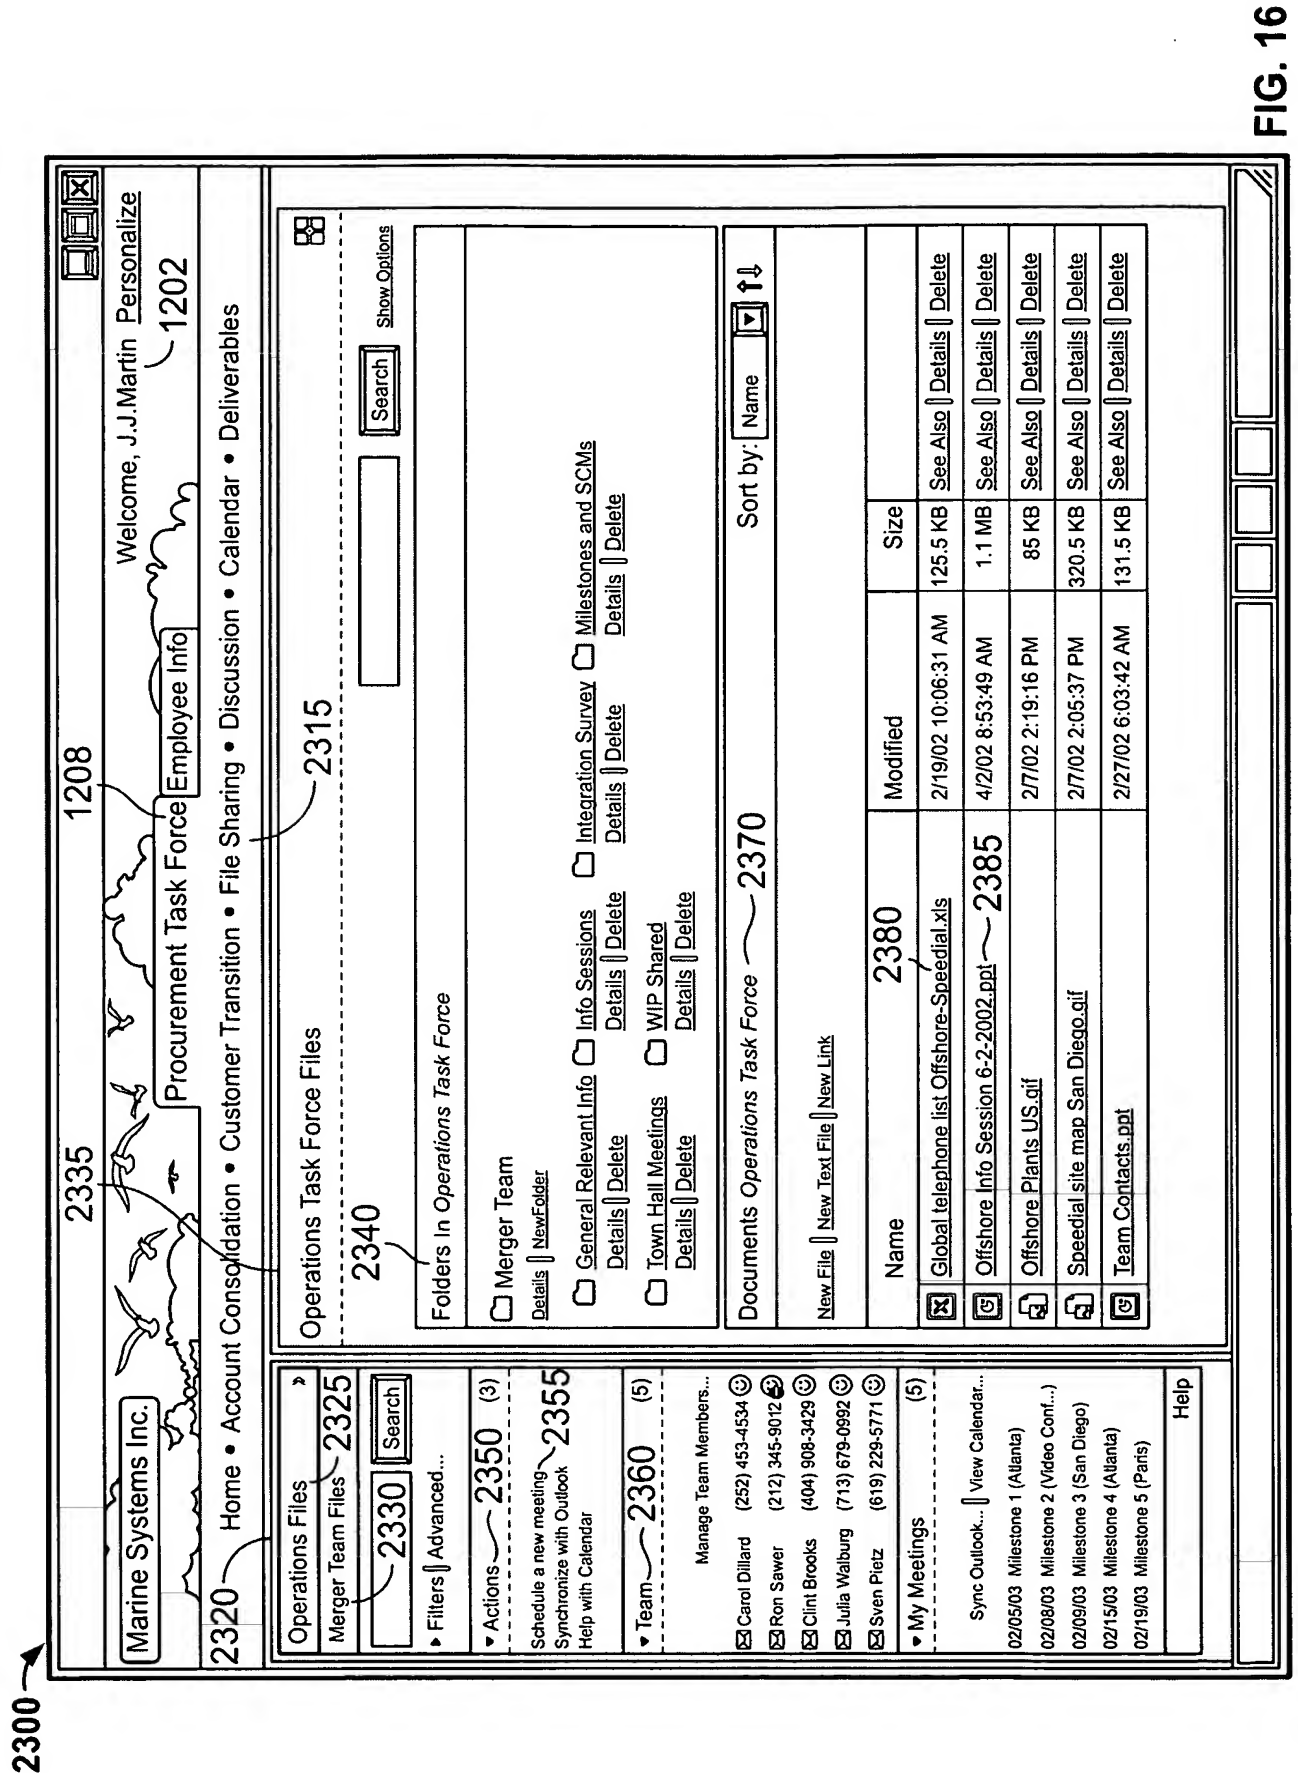 2300
2335
1208
Marine Systems Inc.
Welcome, J.J.Martin Personalize
1202
Procurement Task Force
Employee Info
2320
Home • Account Consolidation • Customer Transition • File Sharing • Discussion • Calendar • Deliverables
2315
Operations Files »
Merger Team Files 2325
2330
Search
▸ Filters Advanced...
▾ Actions 2350 (3)
Schedule a new meeting 2355
Synchronize with Outlook
Help with Calendar
▾ Team 2360 (5)
Manage Team Members...
Carol Dillard (252) 453-4534
Ron Sawer (212) 345-9012
Clint Brooks (404) 908-3429
Julia Walburg (713) 679-0992
Sven Pietz (619) 229-5771
▾ My Meetings (5)
Sync Outlook... View Calendar...
02/05/03 Milestone 1 (Atlanta)
02/08/03 Milestone 2 (Video Conf...)
02/09/03 Milestone 3 (San Diego)
02/15/03 Milestone 4 (Atlanta)
02/19/03 Milestone 5 (Paris)
Help
Operations Task Force Files
2340
Search
Show Options
Folders In Operations Task Force
Merger Team
Details NewFolder
General Relevant Info Info Sessions Integration Survey Milestones and SCMs
Details Delete Details Delete Details Delete Details Delete
Town Hall Meetings WIP Shared
Details Delete Details Delete
Documents Operations Task Force 2370
Sort by: Name
New File New Text File New Link
2380
Name Modified Size
Global telephone list Offshore-Speedial.xls 2/19/02 10:06:31 AM 125.5 KB See Also Details Delete
Offshore Info Session 6-2-2002.ppt 2385 4/2/02 8:53:49 AM 1.1 MB See Also Details Delete
Offshore Plants US.gif 2/7/02 2:19:16 PM 85 KB See Also Details Delete
Speedial site map San Diego.gif 2/7/02 2:05:37 PM 320.5 KB See Also Details Delete
Team Contacts.ppt 2/27/02 6:03:42 AM 131.5 KB See Also Details Delete
FIG. 16